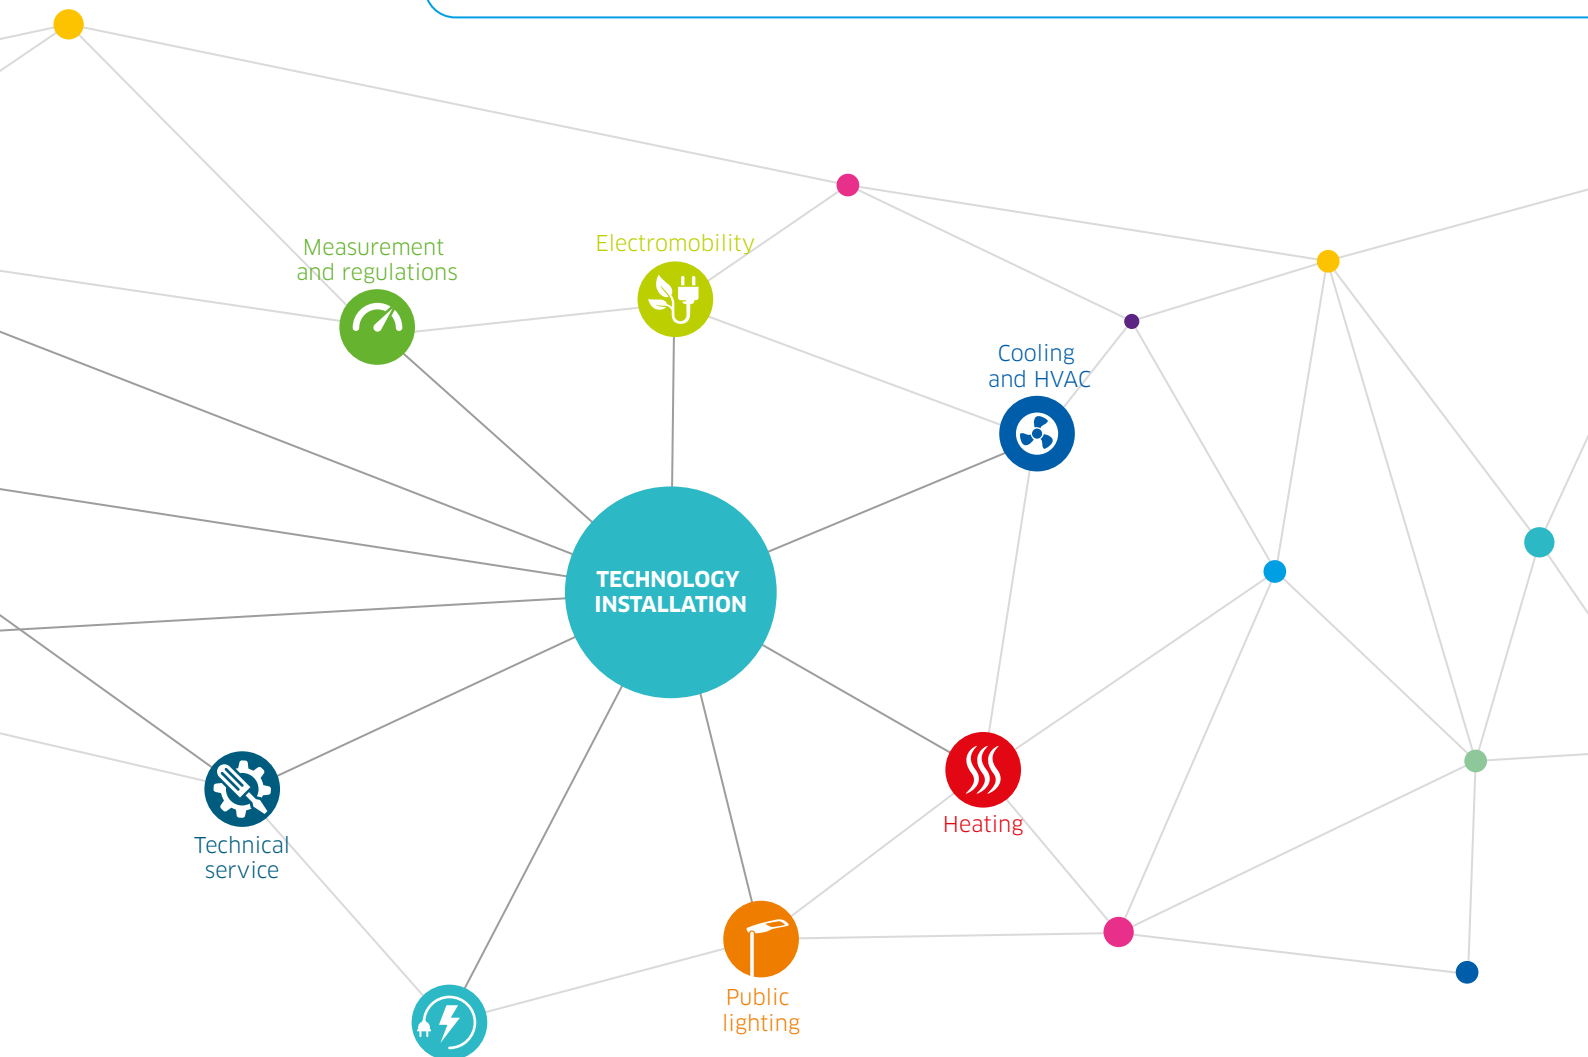 Electromobility
Measurement
and regulations
Cooling
and HVAC
TECHNOLOGY
INSTALLATION
Heating
Technical
service
Public
lighting